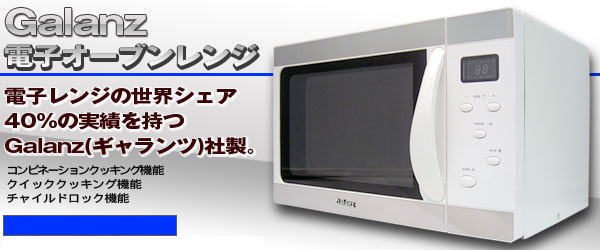 Galanz
電子オーブンレンジ
電子レンジの世界シェア
40%の実績を持つ
Galanz(ギャランツ)社製。
コンビネーションクッキング機能
クイッククッキング機能
チャイルドロック機能
88
Galanz